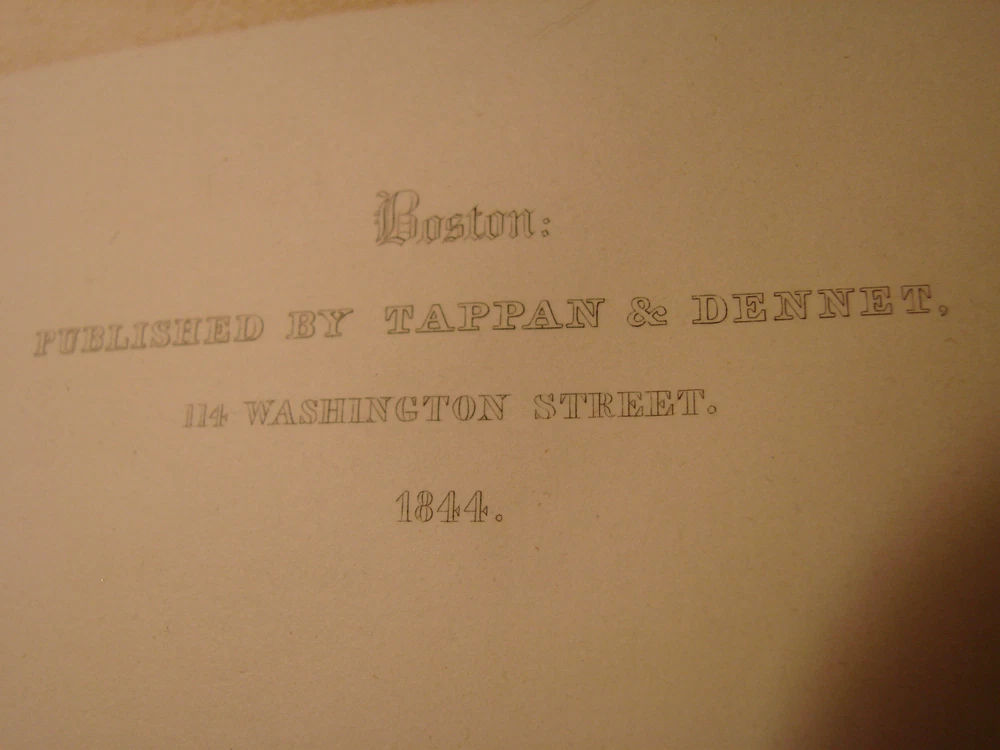 Boston:
PUBLISHED BY TAPPAN & DENNET,
114 WASHINGTON STREET.
1844.